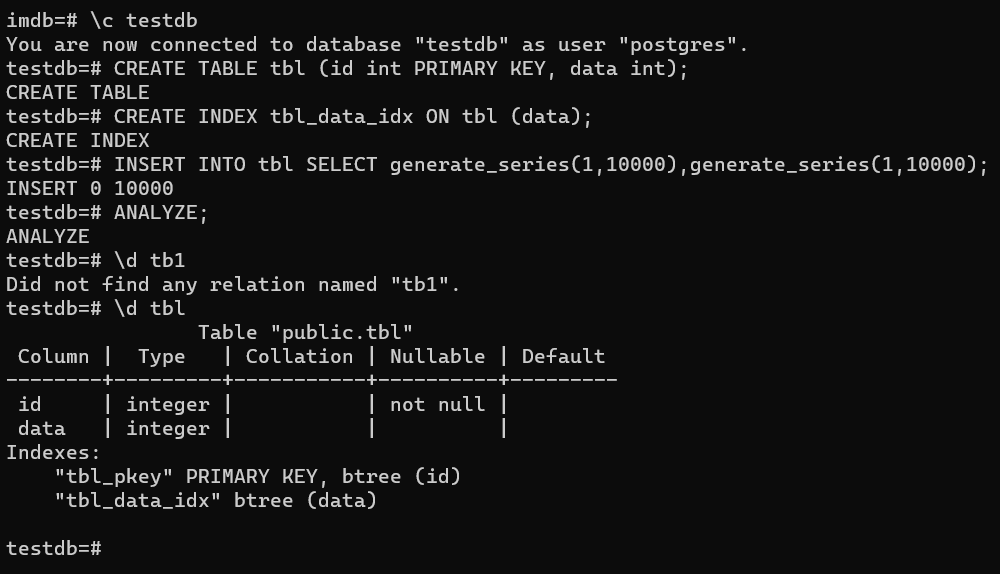 imdb=# \c testdb
You are now connected to database "testdb" as user "postgres".
testdb=# CREATE TABLE tbl (id int PRIMARY KEY, data int);
CREATE TABLE
testdb=# CREATE INDEX tbl_data_idx ON tbl (data);
CREATE INDEX
testdb=# INSERT INTO tbl SELECT generate_series(1,10000),generate_series(1,10000);
INSERT 0 10000
testdb=# ANALYZE;
ANALYZE
testdb=# \d tb1
Did not find any relation named "tb1".
testdb=# \d tbl
                Table "public.tbl"
 Column |  Type   | Collation | Nullable | Default
--------+---------+-----------+----------+---------
 id     | integer |           | not null |
 data   | integer |           |          |
Indexes:
    "tbl_pkey" PRIMARY KEY, btree (id)
    "tbl_data_idx" btree (data)

testdb=#